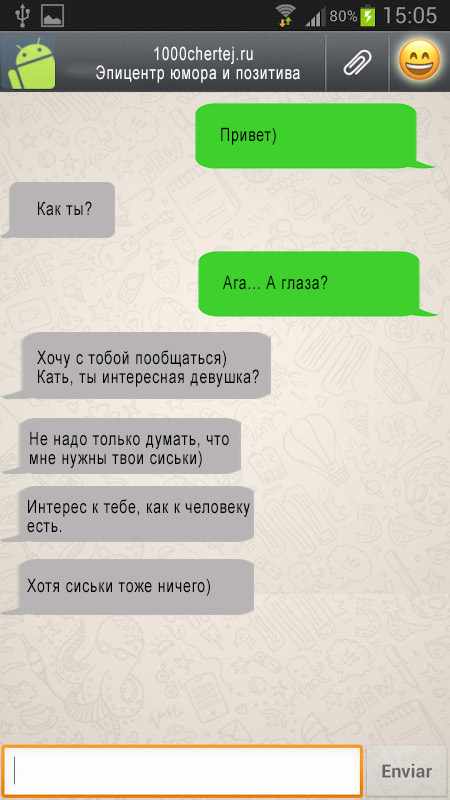 80%
15:05
1000chertej.ru
Эпицентр юмора и позитива
Привет)
Как ты?
Ага... А глаза?
Хочу с тобой пообщаться)
Кать, ты интересная девушка?
Не надо только думать, что
мне нужны твои сиськи)
Интерес к тебе, как к человеку
есть.
Хотя сиськи тоже ничего)
Enviar